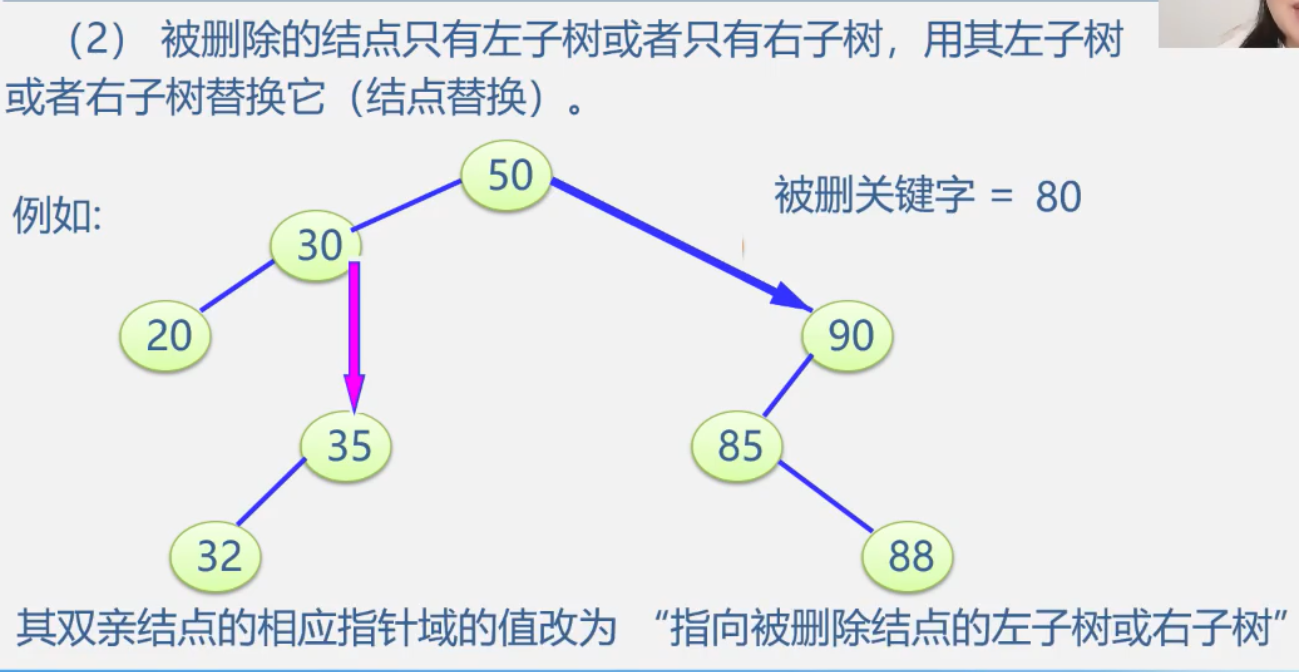 （2） 被删除的结点只有左子树或者只有右子树，用其左子树
或者右子树替换它（结点替换）。
50
例如:
被删关键字 = 80
30
20
90
35
85
32
88
其双亲结点的相应指针域的值改为 “指向被删除结点的左子树或右子树”